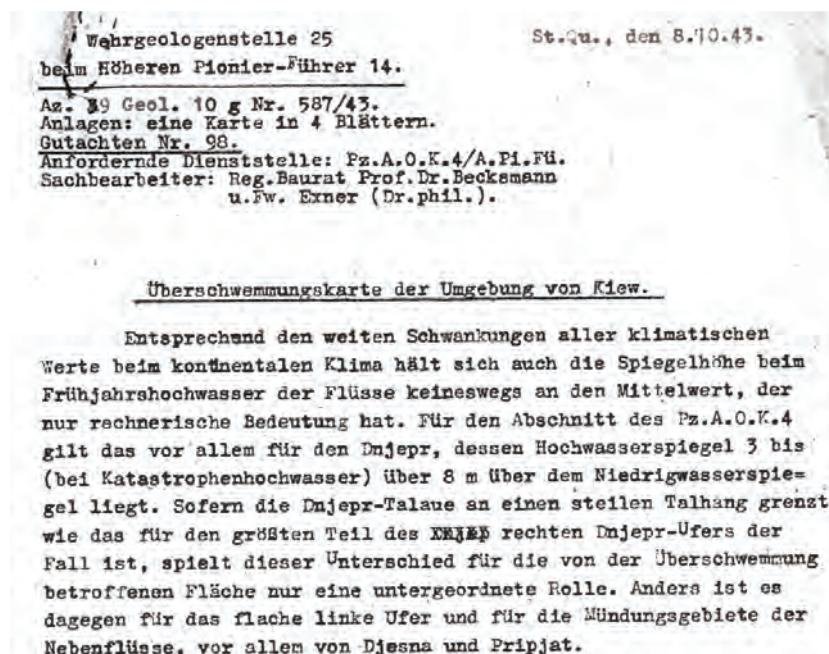 Wehrgeologenstelle 25
St.Qu., den 8.10.43.
beim Höheren Pionier-Führer 14.
Az. 39 Geol. 10 g Nr. 587/43.
Anlagen: eine Karte in 4 Blättern.
Gutachten Nr. 98.
Anfordernde Dienststelle: Pz.A.O.K.4/A.Pi.Fü.
Sachbearbeiter: Reg.Baurat Prof.Dr.Becksmann
u.Fw. Exner (Dr.phil.).
Überschwemmungskarte der Umgebung von Kiew.
Entsprechend den weiten Schwankungen aller klimatischen
Werte beim kontinentalen Klima hält sich auch die Spiegelhöhe beim
Frühjahrshochwasser der Flüsse keineswegs an den Mittelwert, der
nur rechnerische Bedeutung hat. Für den Abschnitt des Pz.A.O.K.4
gilt das vor allem für den Dnjepr, dessen Hochwasserspiegel 3 bis
(bei Katastrophenhochwasser) über 8 m über dem Niedrigwasserspie=
gel liegt. Sofern die Dnjepr-Talaue an einen steilen Talhang grenzt
wie das für den größten Teil des rechten Dnjepr-Ufers der
Fall ist, spielt dieser Unterschied für die von der Überschwemmung
betroffenen Fläche nur eine untergeordnete Rolle. Anders ist es
dagegen für das flache linke Ufer und für die Mündungsgebiete der
Nebenflüsse, vor allem von Djesna und Pripjat.